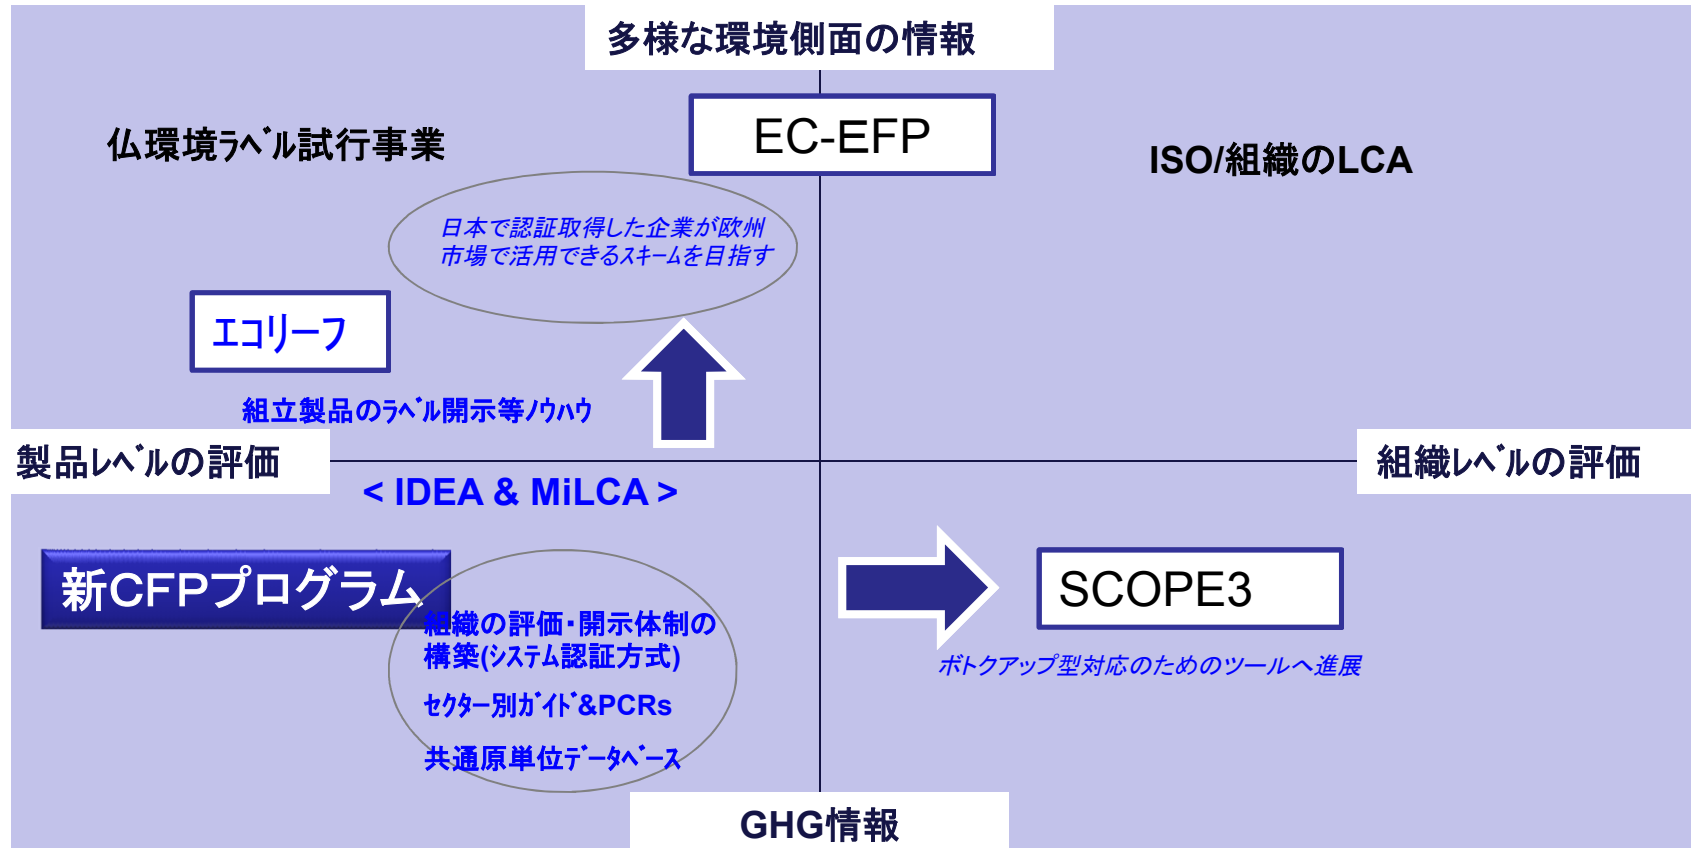 多様な環境側面の情報
EC-EFP
仏環境ﾗﾍﾞﾙ試行事業
ISO/組織のLCA
日本で認証取得した企業が欧州
市場で活用できるｽｷｰﾑを目指す
エコリーフ
組立製品のﾗﾍﾞﾙ開示等ﾉｳﾊｳ
製品ﾚﾍﾞﾙの評価
組織ﾚﾍﾞﾙの評価
< IDEA & MiLCA >
新CFPプログラム
SCOPE3
組織の評価・開示体制の
構築(ｼｽﾃﾑ認証方式)
ボトクアップ型対応のためのツールへ進展
ｾｸﾀｰ別ｶﾞｲﾄﾞ&PCRs
共通原単位ﾃﾞｰﾀﾍﾞｰｽ
GHG情報